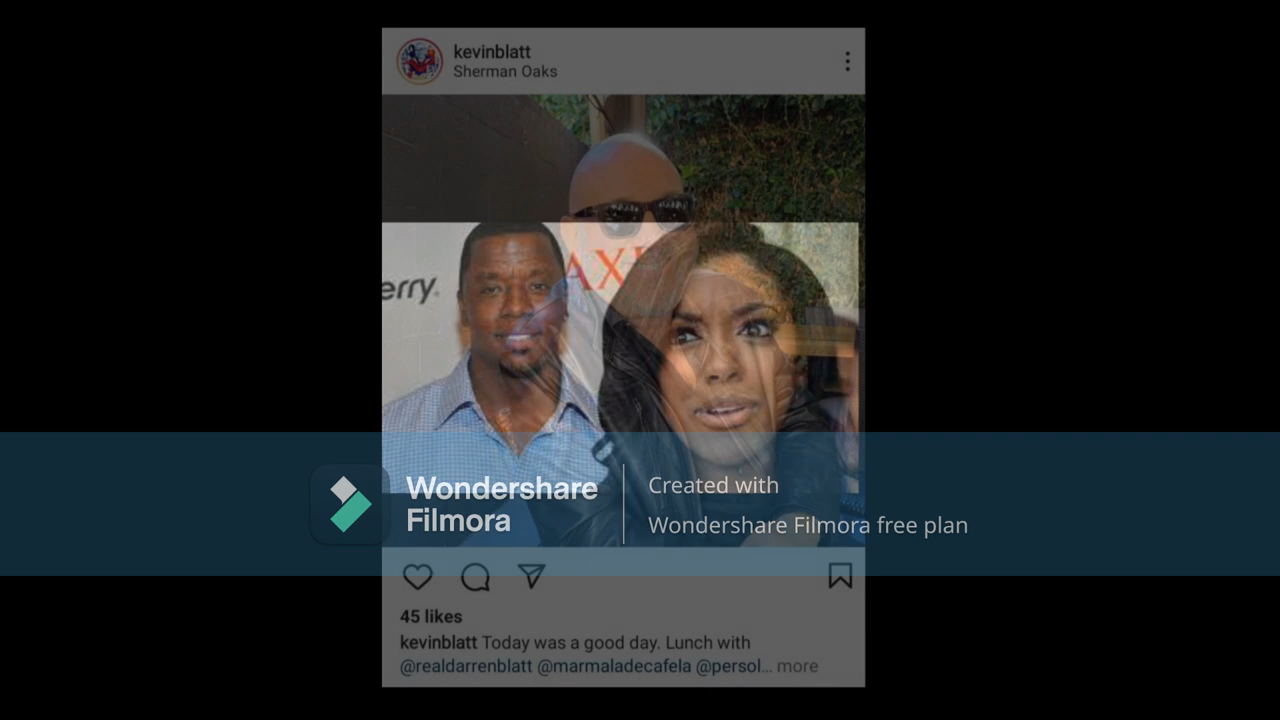 kevinblatt
Sherman Oaks
erry.
AX
Wondershare
Filmora
Created with
Wondershare Filmora free plan
45 likes
kevinblatt Today was a good day. Lunch with
@realdarrenblatt @marmaladecafela @persol... more